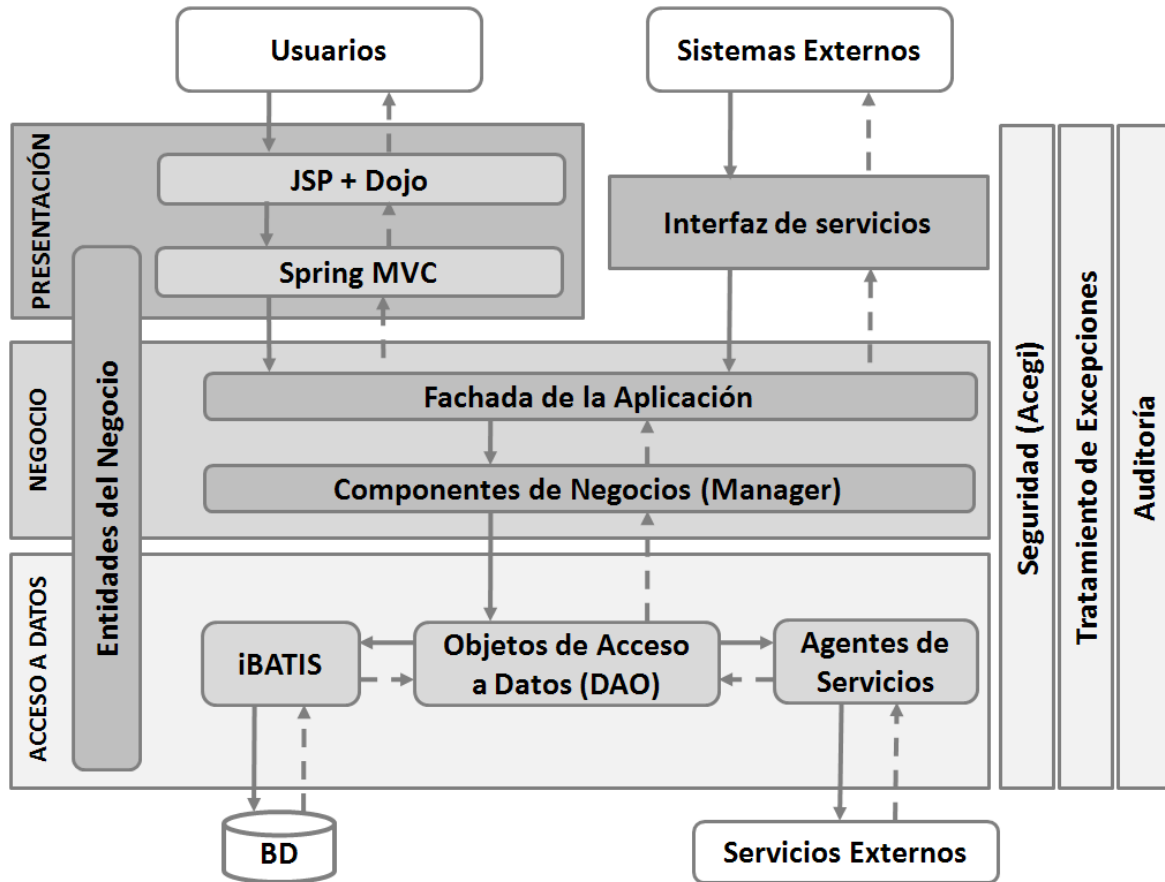 Usuarios
Sistemas Externos
PRESENTACIÓN
JSP + Dojo
Spring MVC
Interfaz de servicios
NEGOCIO
Entidades del Negocio
Fachada de la Aplicación
Componentes de Negocios (Manager)
ACCESO A DATOS
iBATIS
Objetos de Acceso
a Datos (DAO)
Agentes de
Servicios
BD
Servicios Externos
Seguridad (Acegi)
Tratamiento de Excepciones
Auditoría